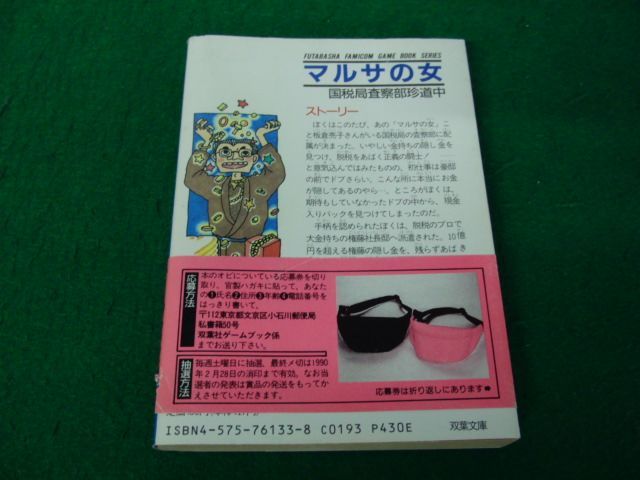 FUTABASHA FAMICOM GAME BOOK SERIES
マルサの女
国税局査察部珍道中
ストーリー
ぼくはこのたび、あの「マルサの女」こ
と板倉亮子さんがいる国税局の査察部に配
属が決まった。いやしい金持ちの隠し金を
見つけ、脱税をあばく正義の闘士!
と意気込んではみたものの、初仕事は豪邸
の前でドブさらい。こんな所に本当にお金
が隠してあるのやら…。ところがぼくは、
期待もしていなかったドブの中から、現金
入りバックを見つけてしまったのだ。
手柄を認められたぼくは、脱税のプロで
大金持ちの権藤社長邸へ派遣された。10億
円を超える権藤の隠し金を、残らずあばき
応募方法
本のオビについている応募券を切り
取り、官製ハガキに貼って、あなた
の❶氏名❷住所❸年齢❹電話番号を
はっきり書いて、
〒112東京都文京区小石川郵便局
私書箱50号
双葉社ゲームブック係
までお送り下さい。
抽選方法
毎週土曜日に抽選、最終〆切は1990
年2月28日の消印まで有効。なお当
選者の発表は賞品の発送をもってか
えさせていただきます。
応募券は折り返しにあります➡
ISBN4-575-76133-8 C0193 P430E
双葉文庫